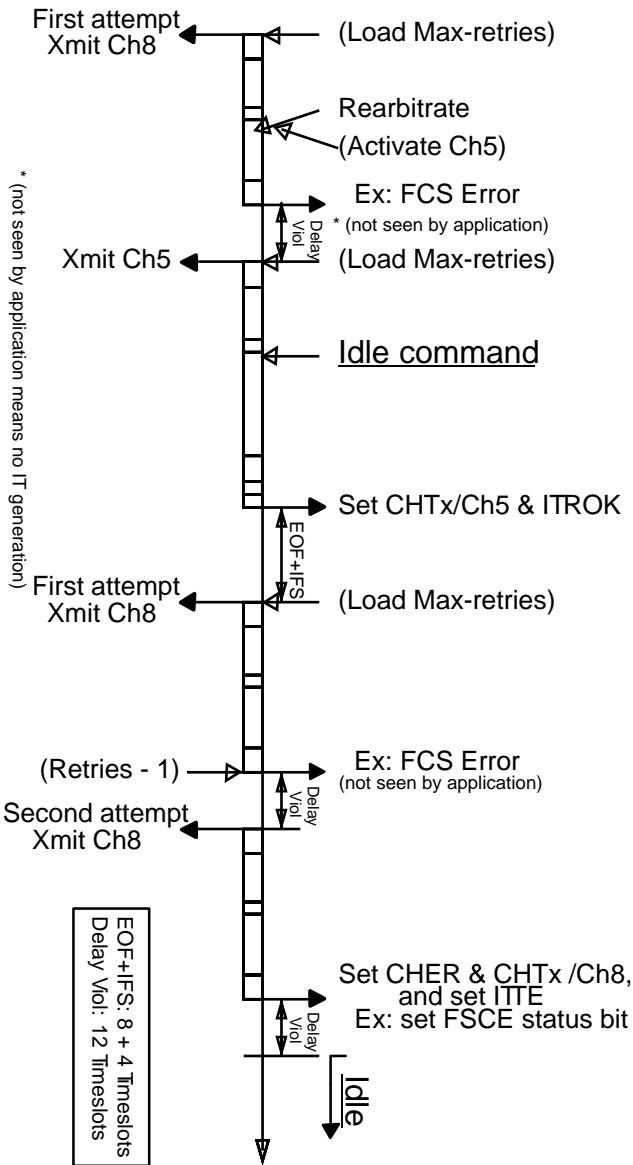 First attempt
Xmit Ch8
(Load Max-retries)
Rearbitrate
(Activate Ch5)
Ex: FCS Error
* (not seen by application)
Delay
Viol
Xmit Ch5
(Load Max-retries)
Idle command
* (not seen by application means no IT generation)
Set CHTx/Ch5 & ITROK
EOF+IFS
First attempt
Xmit Ch8
(Load Max-retries)
(Retries - 1)
Ex: FCS Error
(not seen by application)
Delay
Viol
Second attempt
Xmit Ch8
Set CHER & CHTx /Ch8,
and set ITTE
Ex: set FSCE status bit
Delay
Viol
Idle
EOF+IFS: 8 + 4 Timeslots
Delay Viol: 12 Timeslots